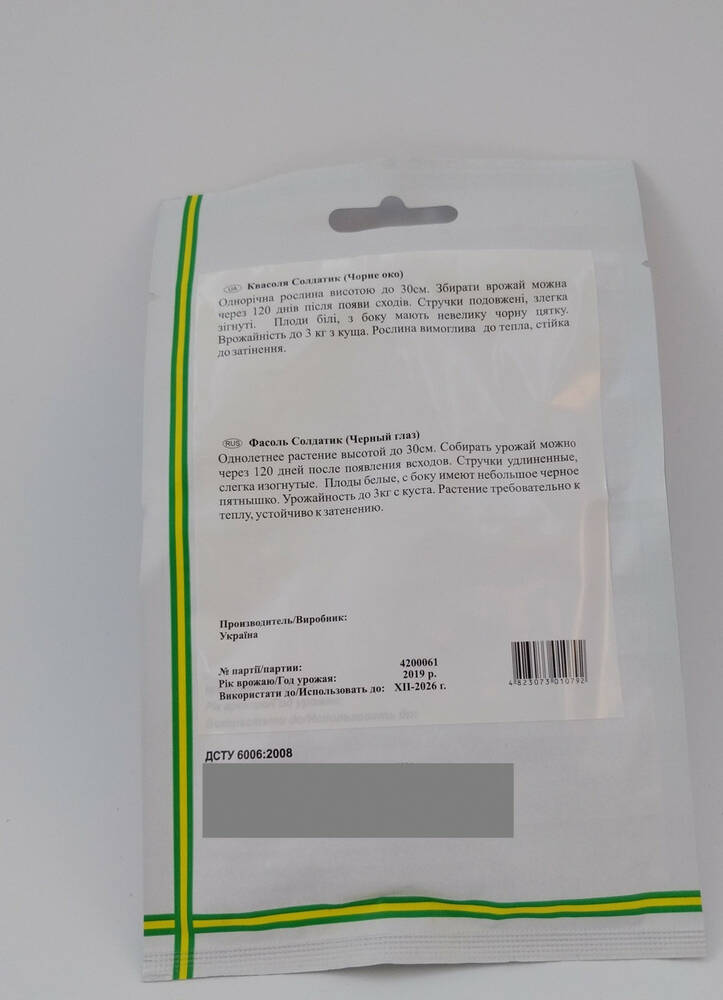 UA Квасоля Солдатик (Чорне око)
Однорічна рослина висотою до 30см. Збирати врожай можна
через 120 днів після появи сходів. Стручки подовжені, злегка
зігнуті. Плоди білі, з боку мають невелику чорну цятку.
Врожайність до 3 кг з куща. Рослина вимоглива до тепла, стійка
до затінення.
RUS Фасоль Солдатик (Черный глаз)
Однолетнее растение высотой до 30см. Собирать урожай можно
через 120 дней после появления всходов. Стручки удлиненные,
слегка изогнутые. Плоды белые, с боку имеют небольшое черное
пятнышко. Урожайность до 3кг с куста. Растение требовательно к
теплу, устойчиво к затенению.
Производитель/Виробник:
Україна
№ партії/партии: 4200061
Рік врожаю/Год урожая: 2019 р.
Використати до/Использовать до: XII-2026 г.
4 823073 010792
ДСТУ 6006:2008